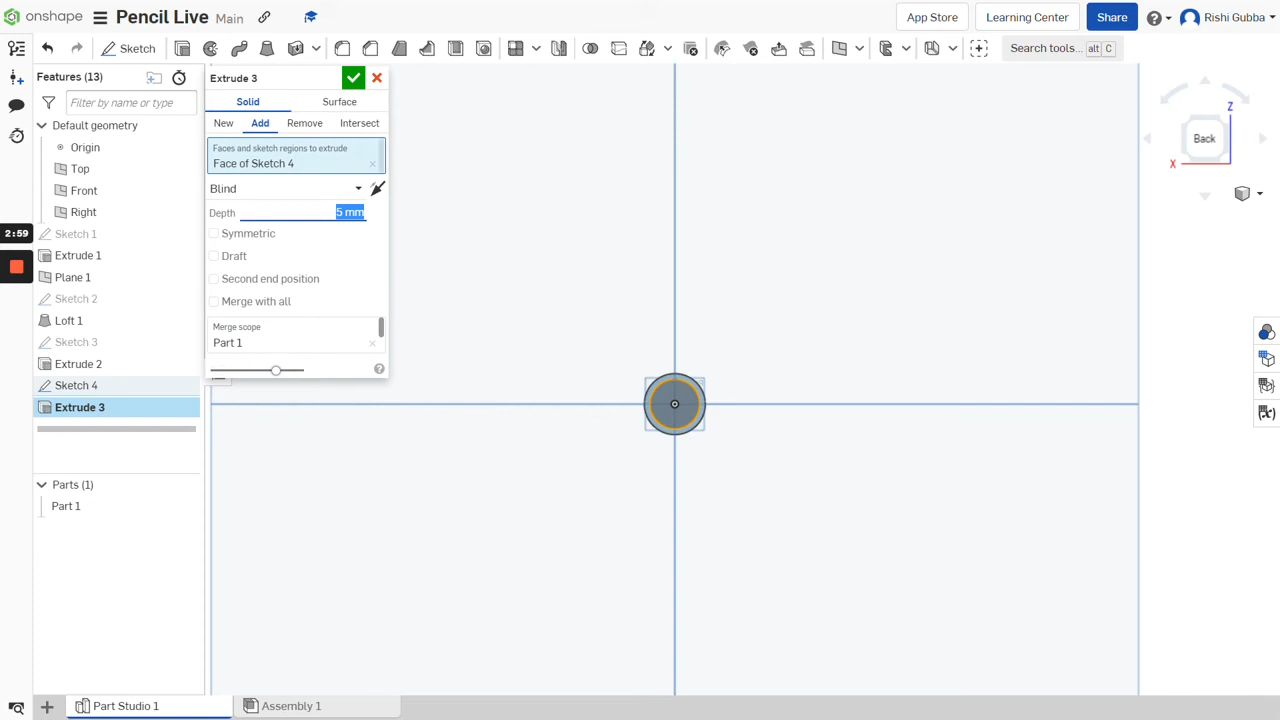 onshape
Pencil Live
Main
App Store
Learning Center
Share
Rishi Gubba
Sketch
Search tools...
alt
C
Features (13)
Filter by name or type
Default geometry
Origin
Top
Front
Right
2:59
Sketch 1
Extrude 1
Plane 1
Sketch 2
Loft 1
Sketch 3
Extrude 2
Sketch 4
Extrude 3
Parts (1)
Part 1
Extrude 3
Solid
Surface
New
Add
Remove
Intersect
Faces and sketch regions to extrude
Face of Sketch 4
Blind
Depth
5 mm
Symmetric
Draft
Second end position
Merge with all
Merge scope
Part 1
Z
Back
X
Part Studio 1
Assembly 1